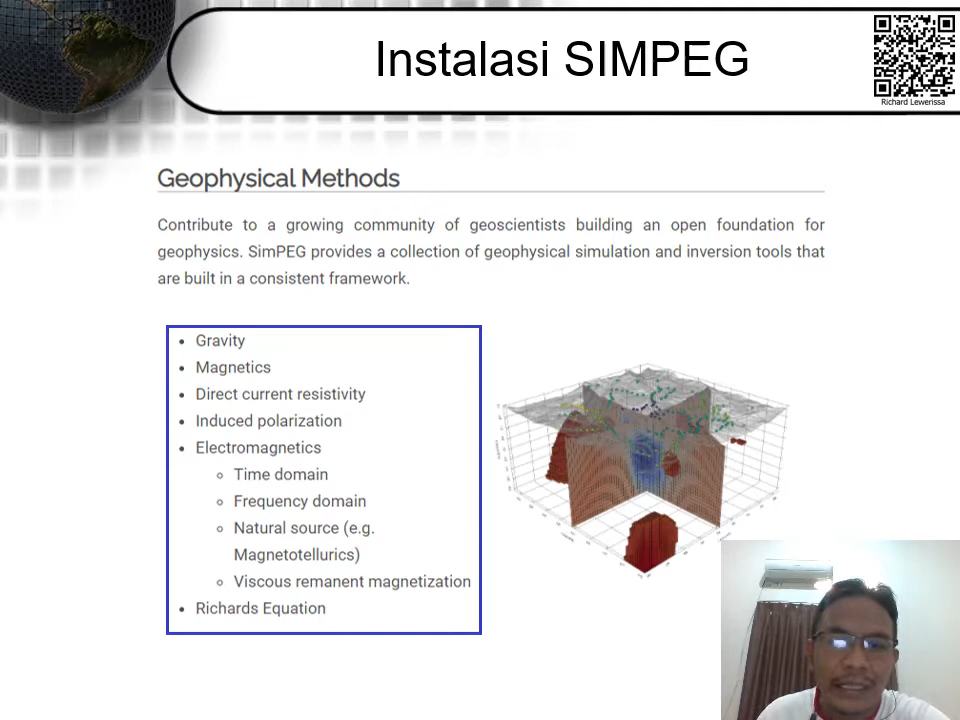 Instalasi SIMPEG
Richard Lewerissa
Geophysical Methods
Contribute to a growing community of geoscientists building an open foundation for
geophysics. SimPEG provides a collection of geophysical simulation and inversion tools that
are built in a consistent framework.
• Gravity
• Magnetics
• Direct current resistivity
• Induced polarization
• Electromagnetics
◦ Time domain
◦ Frequency domain
◦ Natural source (e.g.
Magnetotellurics)
◦ Viscous remanent magnetization
• Richards Equation